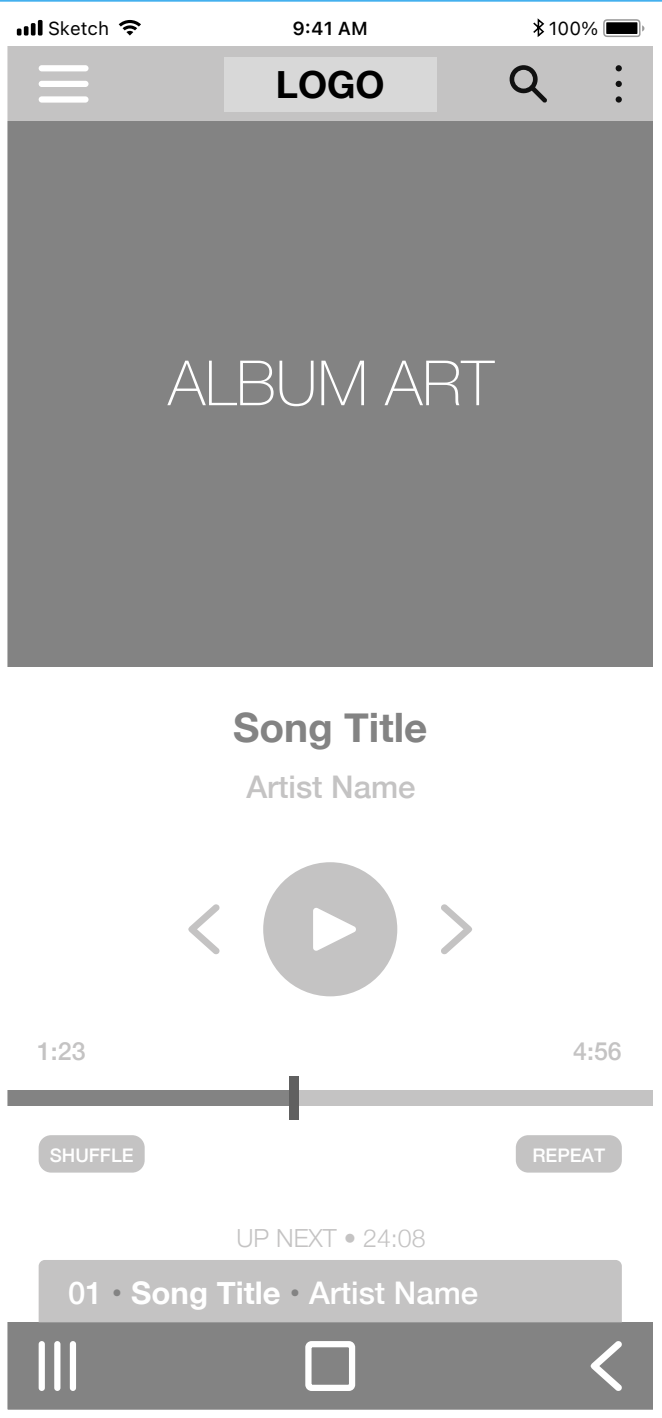 Sketch 9:41 AM 100%
LOGO
ALBUM ART
Song Title
Artist Name
1:23 4:56
SHUFFLE REPEAT
UP NEXT • 24:08
01 • Song Title • Artist Name